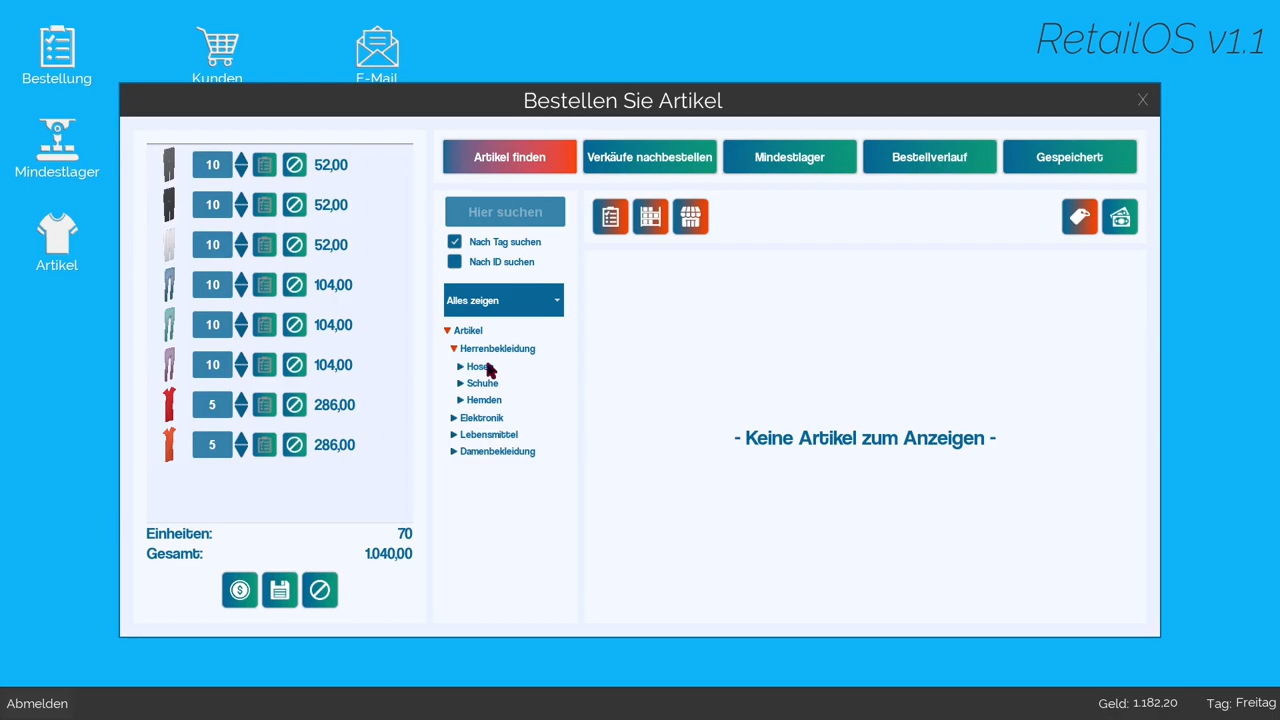 RetailOS v1.1
Bestellung
Kunden
E-Mail
Mindestlager
Artikel
Bestellen Sie Artikel
X
10 52,00
10 52,00
10 52,00
10 104,00
10 104,00
10 104,00
5 286,00
5 286,00
Einheiten: 70
Gesamt: 1.040,00
Artikel finden
Verkäufe nachbestellen
Mindestlager
Bestellverlauf
Gespeichert
Hier suchen
Nach Tag suchen
Nach ID suchen
Alles zeigen
Artikel
Herrenbekleidung
Schuhe
Hemden
Elektronik
Lebensmittel
Damenbekleidung
- Keine Artikel zum Anzeigen -
Abmelden
Geld: 1.182,20
Tag: Freitag